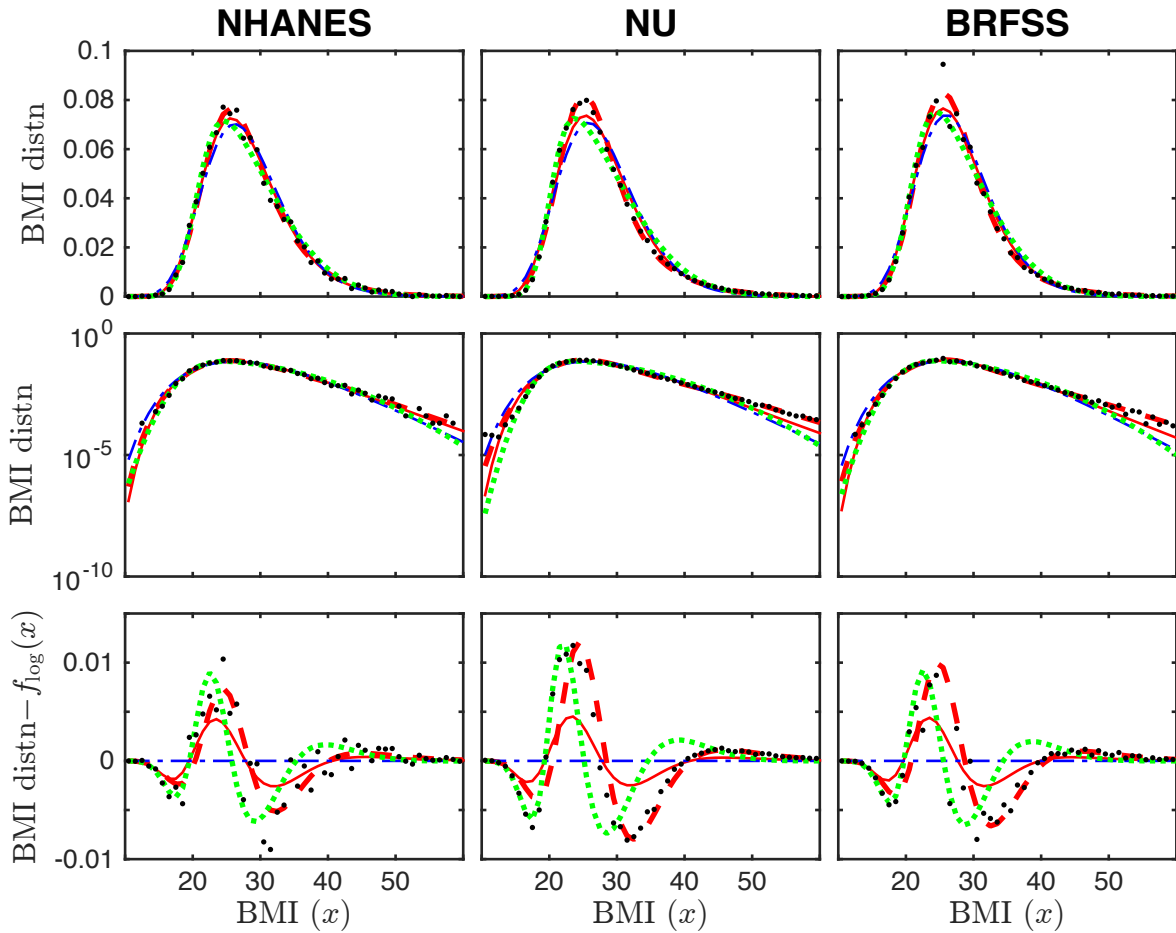 NHANES NU BRFSS
0.1
0.08
0.06
0.04
0.02
0
BMI distn
10^0
10^-5
10^-10
BMI distn
0.01
0
-0.01
BMI distn−f_log(x)
20 30 40 50 20 30 40 50 20 30 40 50
BMI (x) BMI (x) BMI (x)